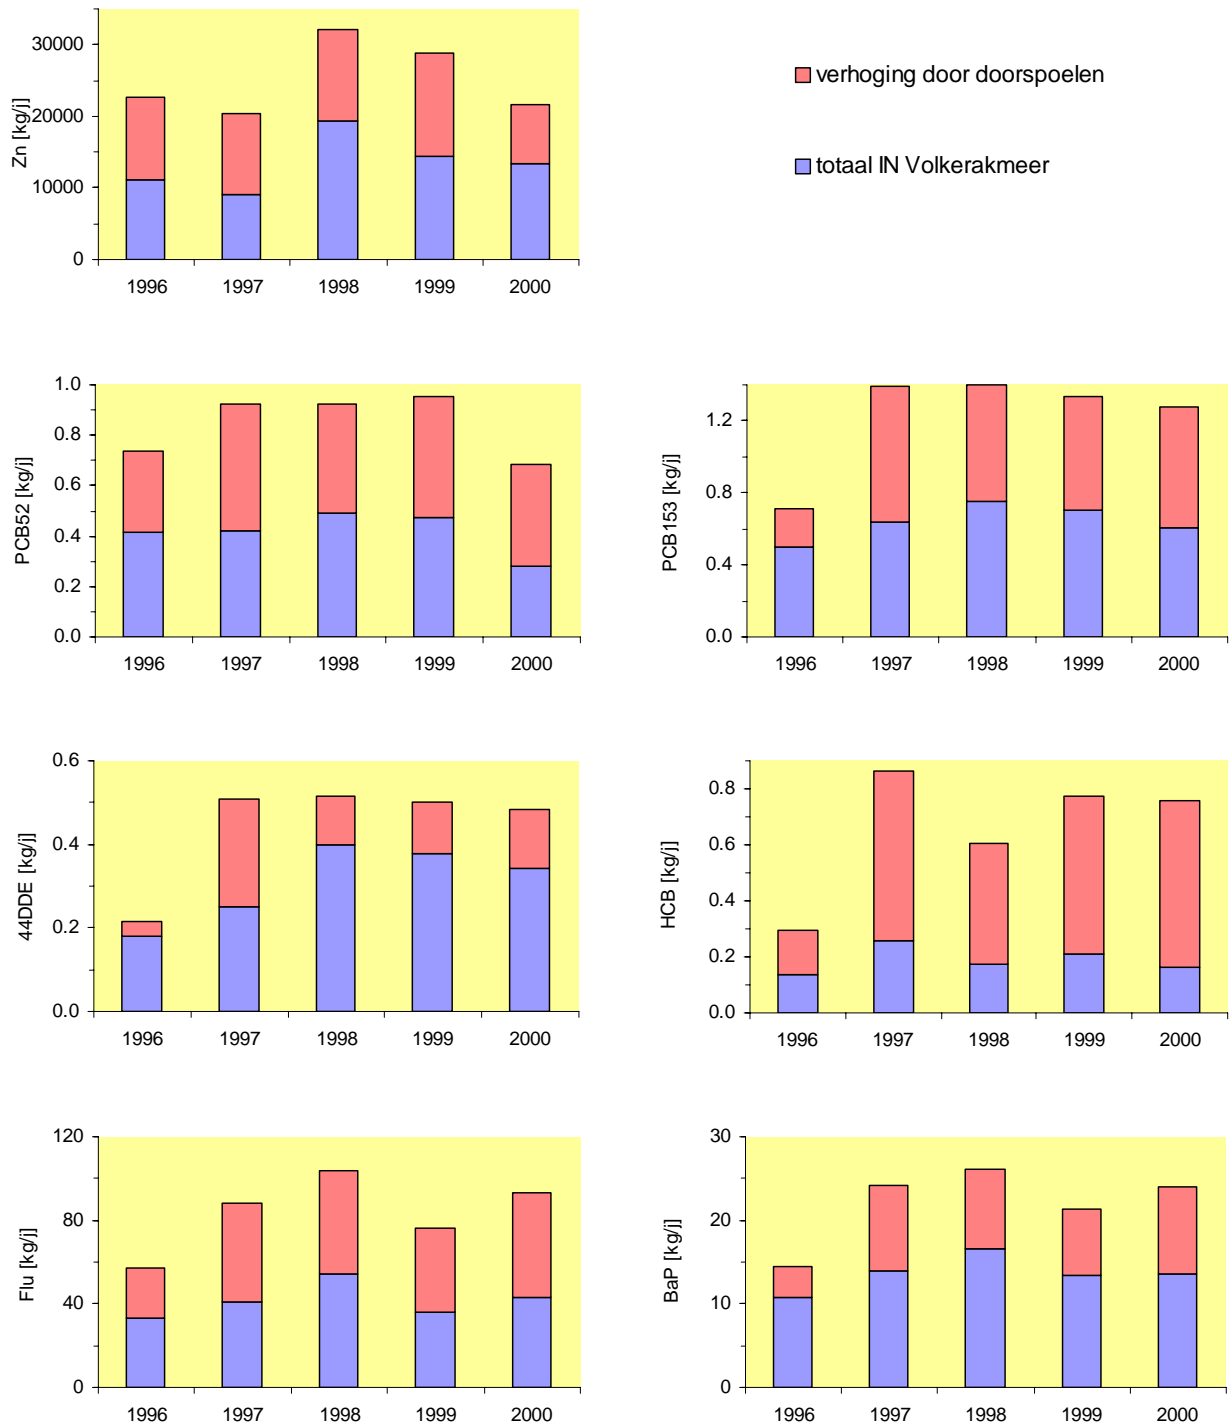 Zn [kg/j]
30000
20000
10000
0
1996 1997 1998 1999 2000
verhoging door doorspoelen
totaal IN Volkerakmeer
PCB52 [kg/j]
1.0
0.8
0.6
0.4
0.2
0.0
1996 1997 1998 1999 2000
PCB153 [kg/j]
1.2
0.8
0.4
0.0
1996 1997 1998 1999 2000
44DDE [kg/j]
0.6
0.4
0.2
0.0
1996 1997 1998 1999 2000
HCB [kg/j]
0.8
0.6
0.4
0.2
0.0
1996 1997 1998 1999 2000
Flu [kg/j]
120
80
40
0
1996 1997 1998 1999 2000
BaP [kg/j]
30
20
10
0
1996 1997 1998 1999 2000